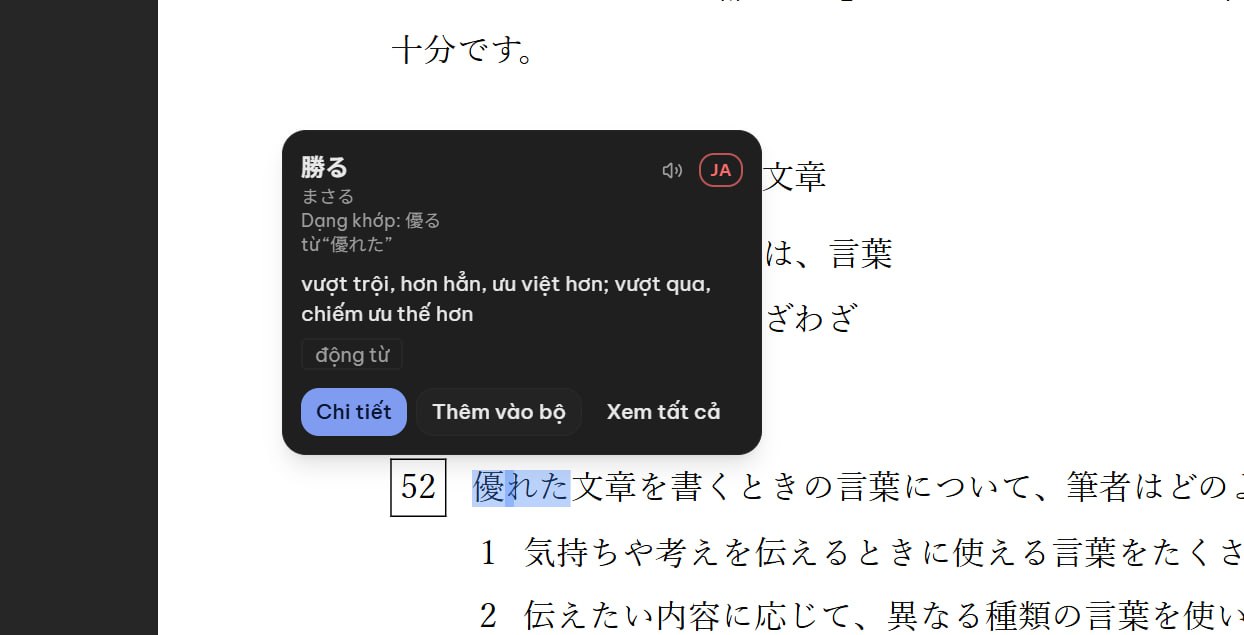 十分です。
勝る
JA
まさる
Dạng khớp: 優る
từ“優れた”
vượt trội, hơn hẳn, ưu việt hơn; vượt qua,
chiếm ưu thế hơn
động từ
Chi tiết
Thêm vào bộ
Xem tất cả
文章
は、言葉
ざわざ
52 優れた文章を書くときの言葉について、筆者はどの
1 気持ちや考えを伝えるときに使える言葉をたくさ
2 伝えたい内容に応じて、異なる種類の言葉を使い